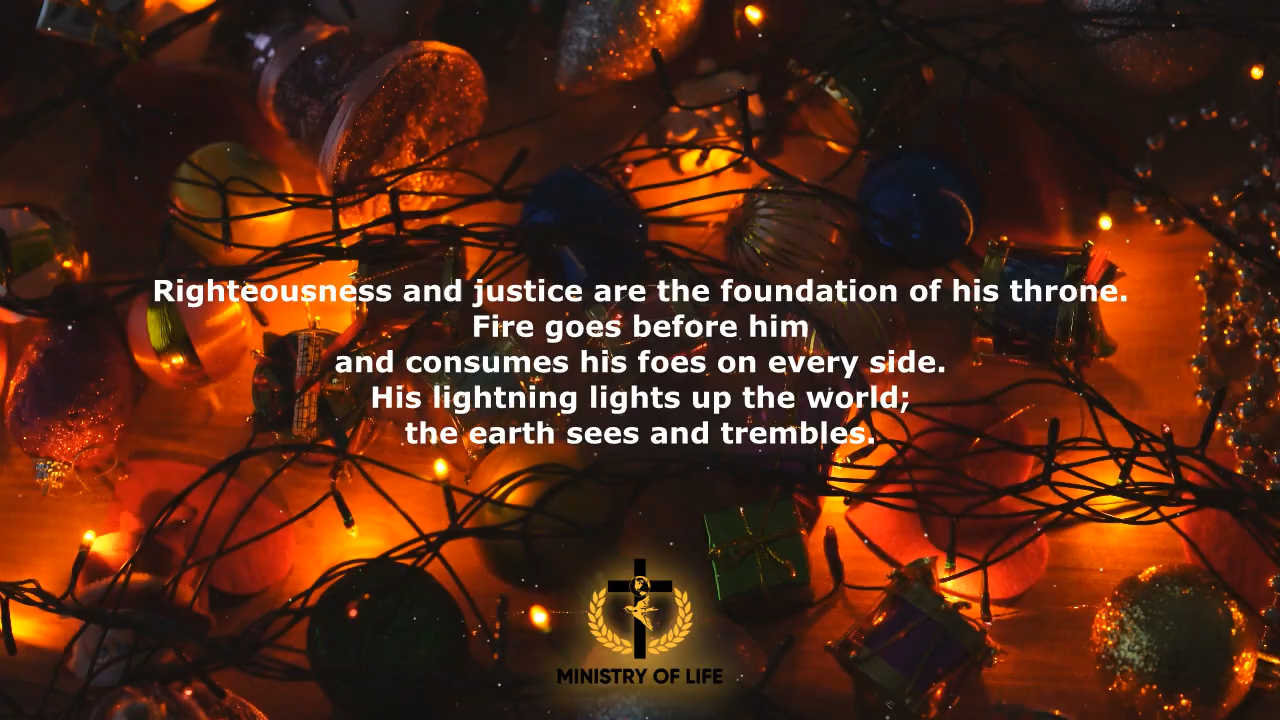 Righteousness and justice are the foundation of his throne.
Fire goes before him
and consumes his foes on every side.
His lightning lights up the world;
the earth sees and trembles.
MINISTRY OF LIFE